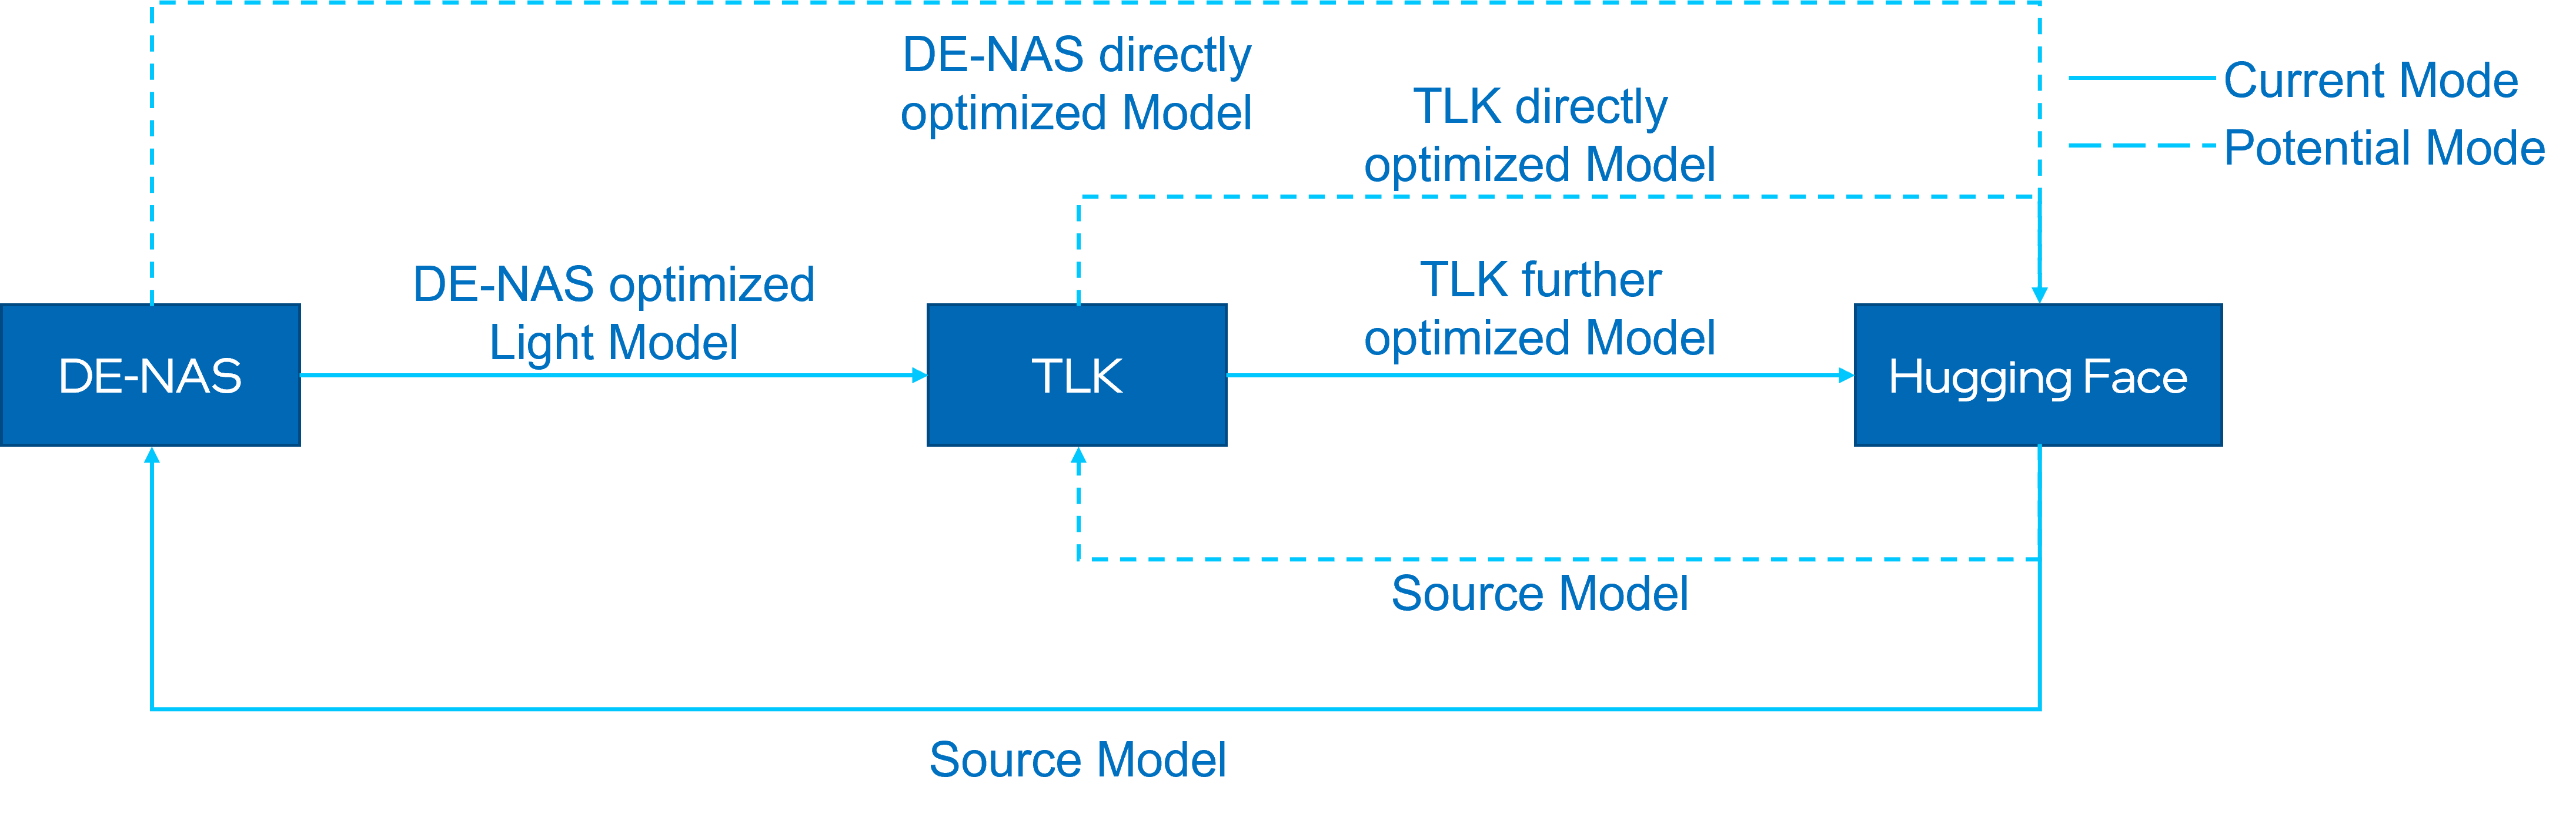 DE-NAS directly
optimized Model
TLK directly
optimized Model
Current Mode
Potential Mode
DE-NAS optimized
Light Model
TLK further
optimized Model
DE-NAS
TLK
Hugging Face
Source Model
Source Model